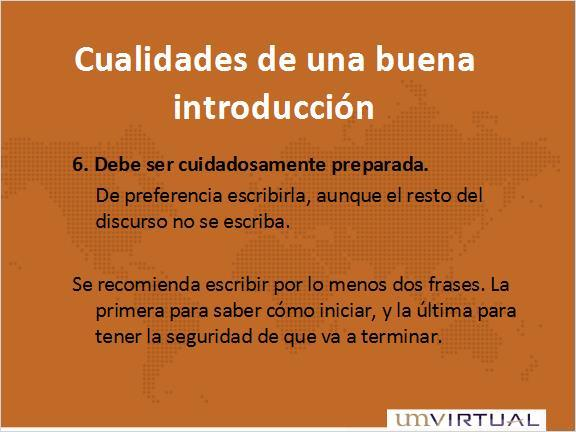 Cualidades de una buena
introducción
6. Debe ser cuidadosamente preparada.
De preferencia escribirla, aunque el resto del
discurso no se escriba.
Se recomienda escribir por lo menos dos frases. La
primera para saber cómo iniciar, y la última para
tener la seguridad de que va a terminar.
umVIRTUAL